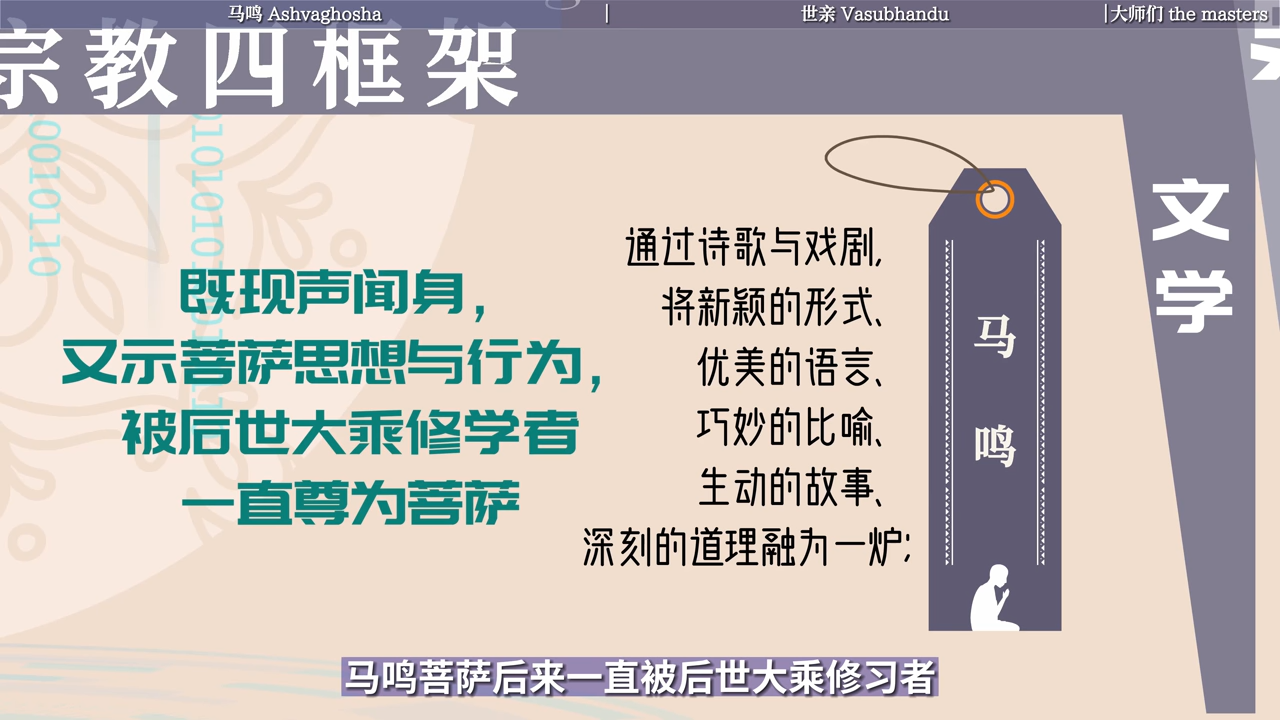 马鸣 Ashvaghosha | 世亲 Vasubhandu |大师们 the masters
宗教四框架
0010110
文学
既现声闻身，
又示菩萨思想与行为，
被后世大乘修学者
一直尊为菩萨
通过诗歌与戏剧，
将新颖的形式、
优美的语言、
巧妙的比喻、
生动的故事、
深刻的道理融为一炉；
马鸣
马鸣菩萨后来一直被后世大乘修习者